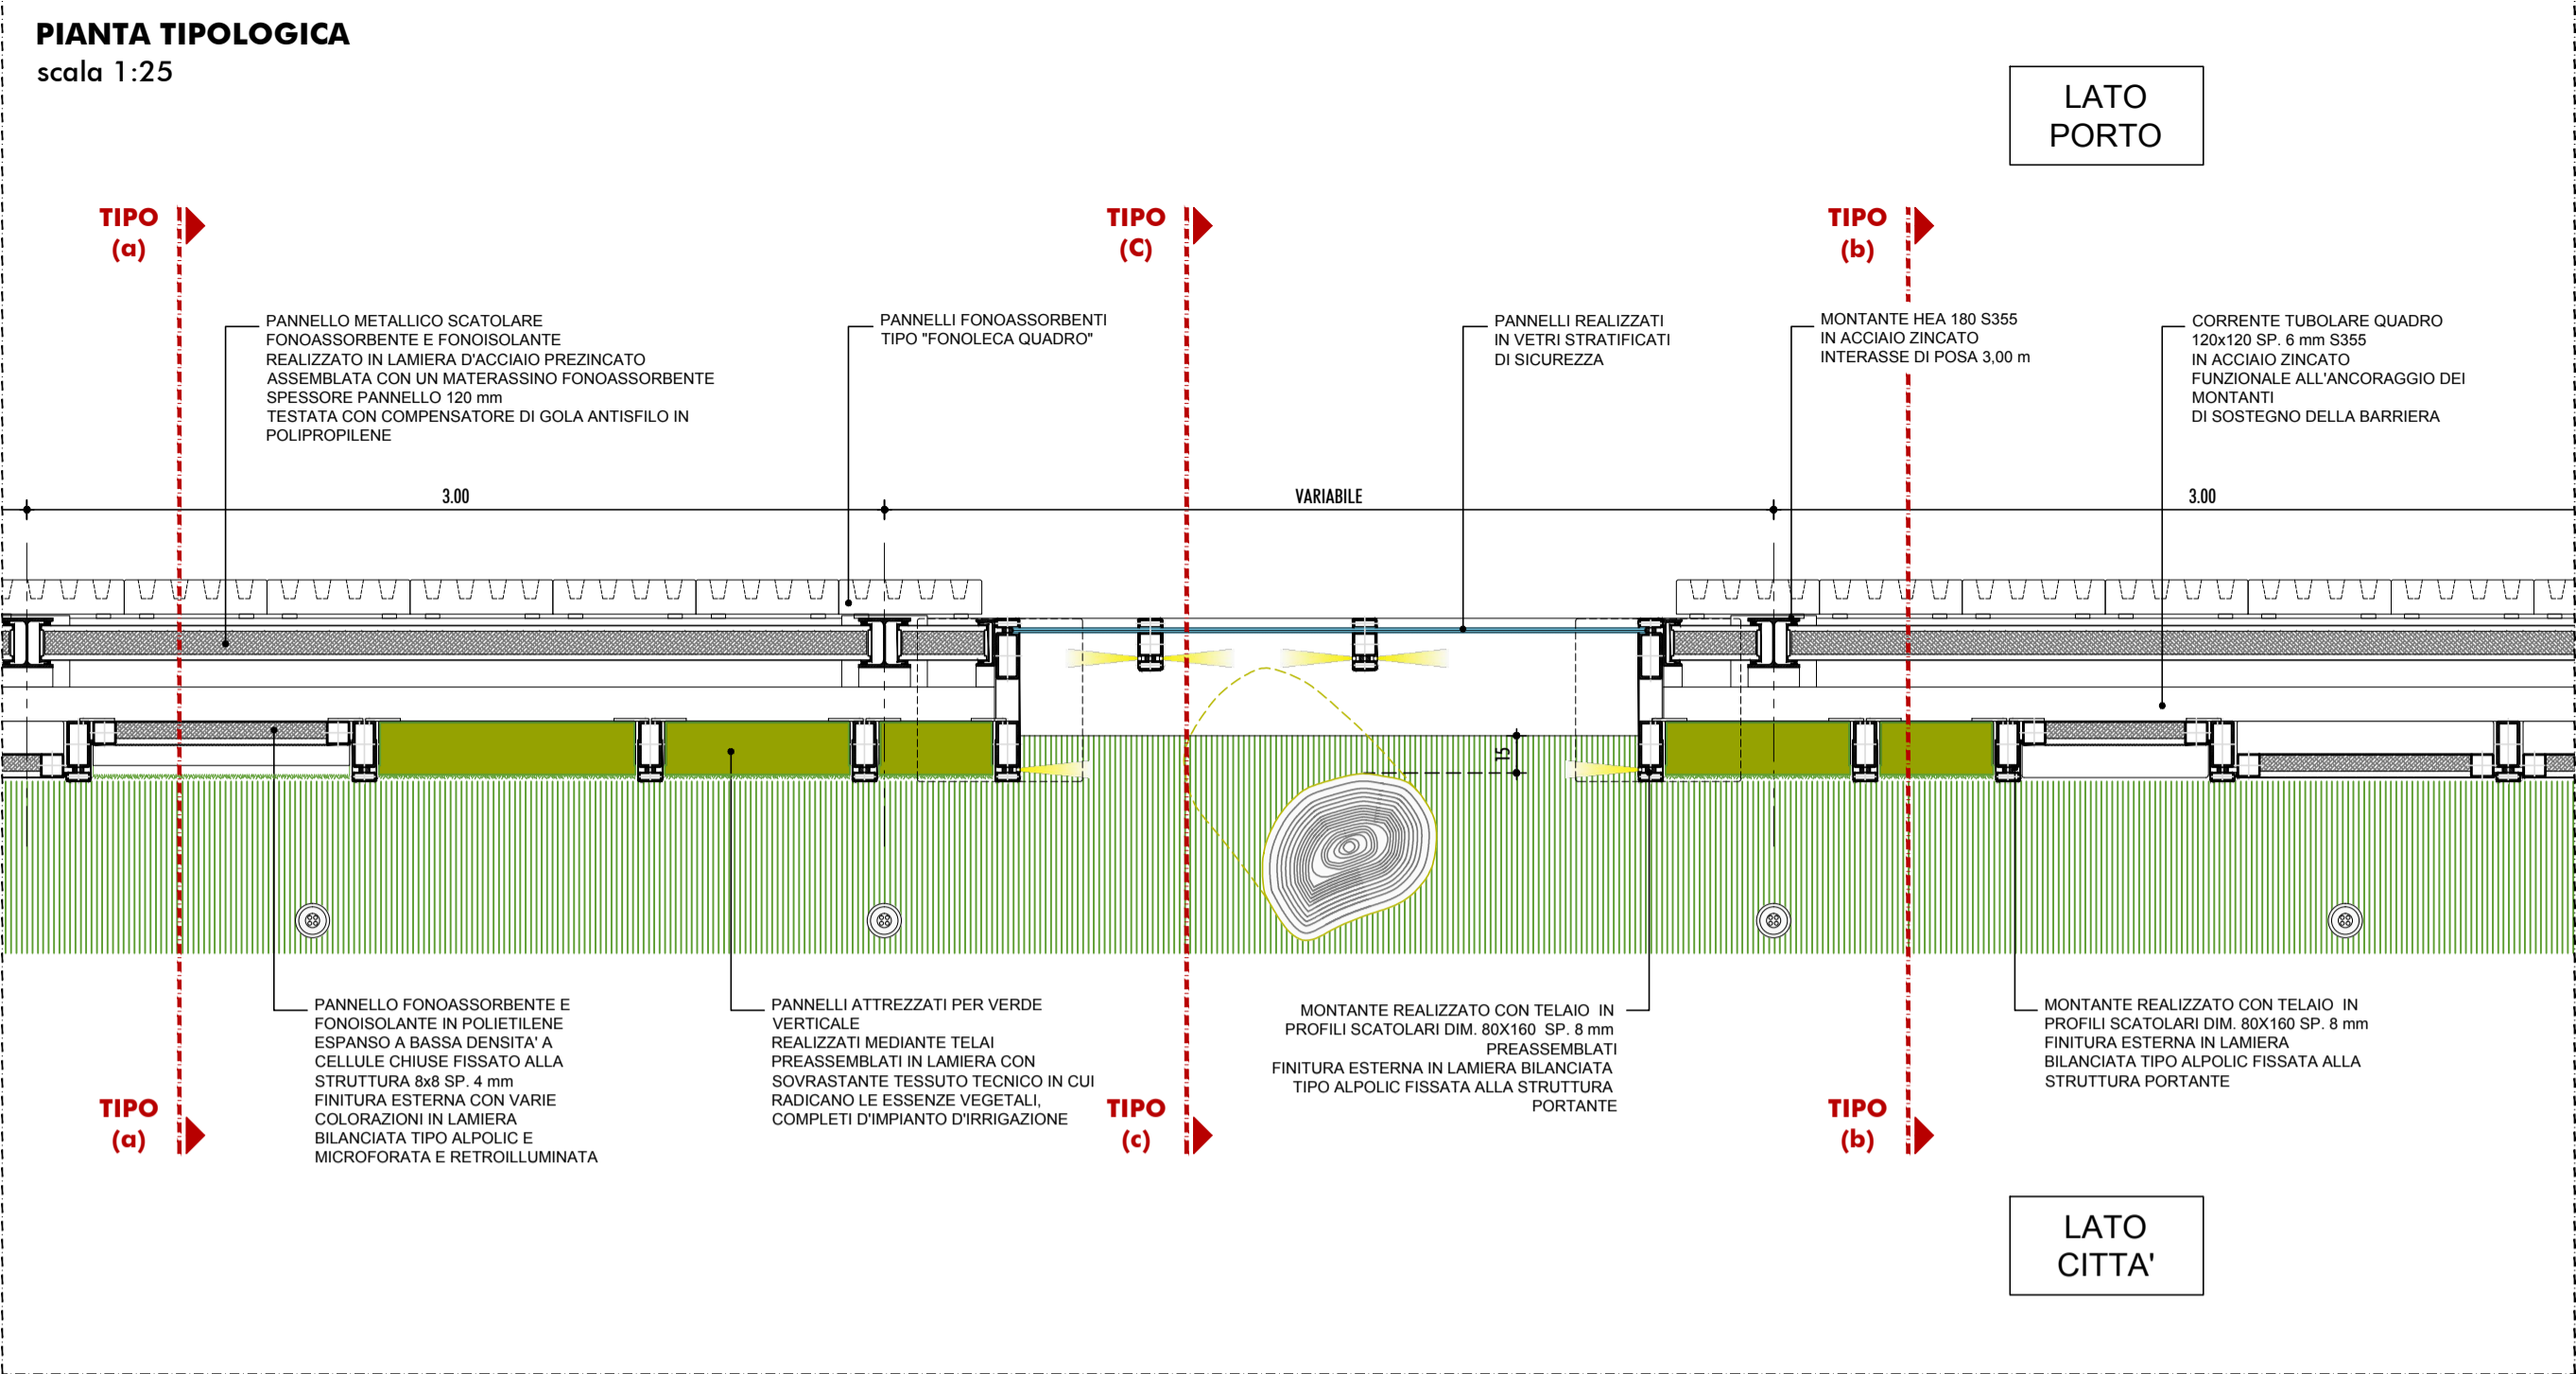 PIANTA TIPOLOGICA
scala 1:25
LATO
PORTO
TIPO
(a)
TIPO
(C)
TIPO
(b)
PANNELLO METALLICO SCATOLARE
FONOASSORBENTE E FONOISOLANTE
REALIZZATO IN LAMIERA D'ACCIAIO PREZINCATO
ASSEMBLATA CON UN MATERASSINO FONOASSORBENTE
SPESSORE PANNELLO 120 mm
TESTATA CON COMPENSATORE DI GOLA ANTISFILO IN
POLIPROPILENE
PANNELLI FONOASSORBENTI
TIPO "FONOLECA QUADRO"
PANNELLI REALIZZATI
IN VETRI STRATIFICATI
DI SICUREZZA
MONTANTE HEA 180 S355
IN ACCIAIO ZINCATO
INTERASSE DI POSA 3,00 m
CORRENTE TUBOLARE QUADRO
120x120 SP. 6 mm S355
IN ACCIAIO ZINCATO
FUNZIONALE ALL'ANCORAGGIO DEI
MONTANTI
DI SOSTEGNO DELLA BARRIERA
3.00
VARIABILE
3.00
15
PANNELLO FONOASSORBENTE E
FONOISOLANTE IN POLIETILENE
ESPANSO A BASSA DENSITA' A
CELLULE CHIUSE FISSATO ALLA
STRUTTURA 8x8 SP. 4 mm
FINITURA ESTERNA CON VARIE
COLORAZIONI IN LAMIERA
BILANCIATA TIPO ALPOLIC E
MICROFORATA E RETROILLUMINATA
PANNELLI ATTREZZATI PER VERDE
VERTICALE
REALIZZATI MEDIANTE TELAI
PREASSEMBLATI IN LAMIERA CON
SOVRASTANTE TESSUTO TECNICO IN CUI
RADICANO LE ESSENZE VEGETALI,
COMPLETI D'IMPIANTO D'IRRIGAZIONE
MONTANTE REALIZZATO CON TELAIO IN
PROFILI SCATOLARI DIM. 80X160 SP. 8 mm
PREASSEMBLATI
FINITURA ESTERNA IN LAMIERA BILANCIATA
TIPO ALPOLIC FISSATA ALLA STRUTTURA
PORTANTE
MONTANTE REALIZZATO CON TELAIO IN
PROFILI SCATOLARI DIM. 80X160 SP. 8 mm
FINITURA ESTERNA IN LAMIERA
BILANCIATA TIPO ALPOLIC FISSATA ALLA
STRUTTURA PORTANTE
TIPO
(a)
TIPO
(c)
TIPO
(b)
LATO
CITTA'